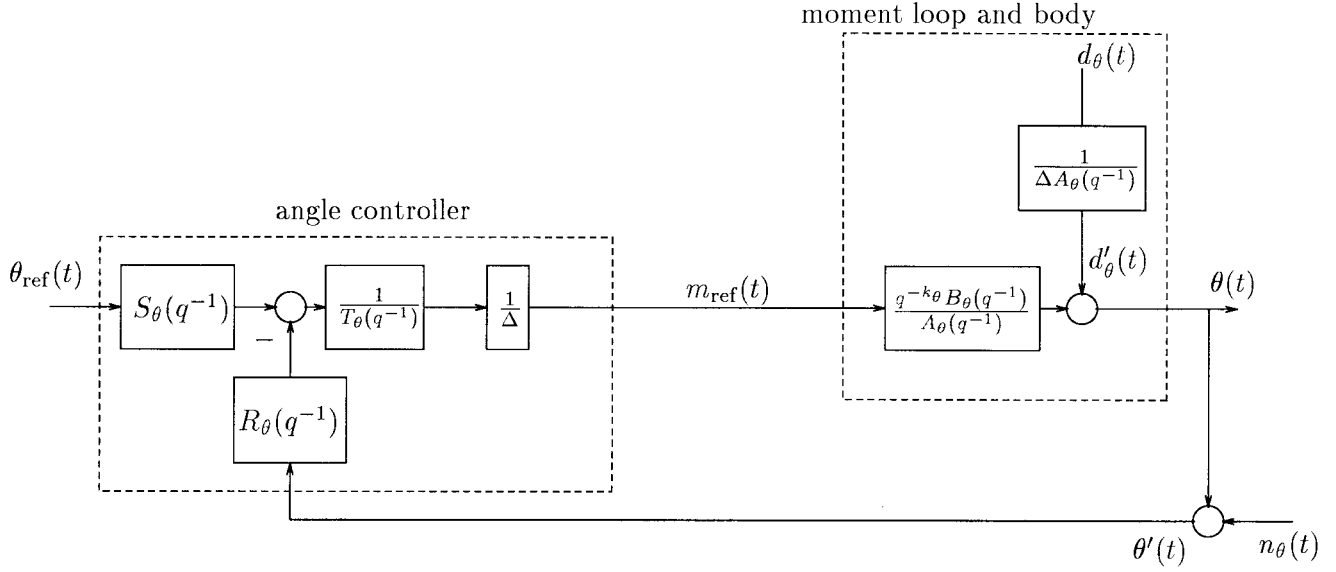 moment loop and body
d_θ(t)
1
ΔA_θ(q⁻¹)
angle controller
d′_θ(t)
θ_ref(t)
S_θ(q⁻¹)
1
T_θ(q⁻¹)
1
Δ
m_ref(t)
q^{-k_θ} B_θ(q⁻¹)
A_θ(q⁻¹)
θ(t)
−
R_θ(q⁻¹)
θ′(t)
n_θ(t)